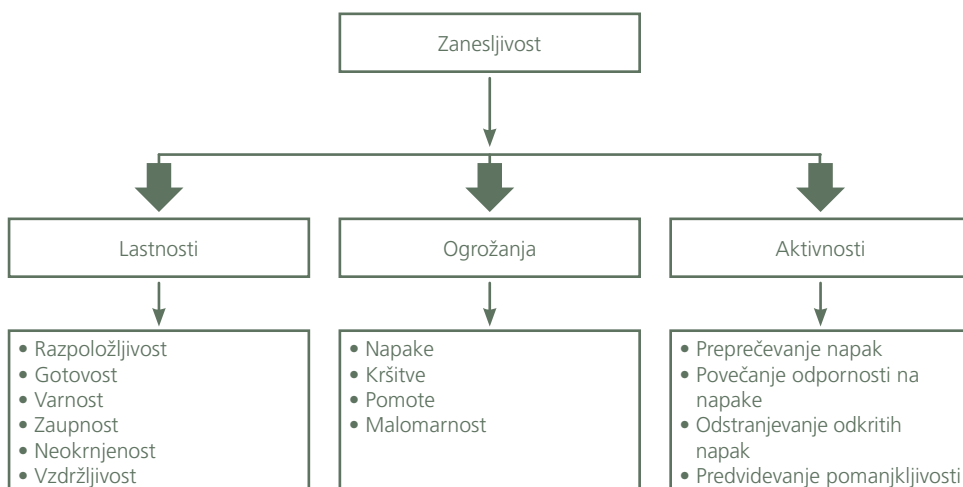 Zanesljivost
Lastnosti
Ogrožanja
Aktivnosti
• Razpoložljivost
• Gotovost
• Varnost
• Zaupnost
• Neokrnjenost
• Vzdržljivost
• Napake
• Kršitve
• Pomote
• Malomarnost
• Preprečevanje napak
• Povečanje odpornosti na
napake
• Odstranjevanje odkritih
napak
• Predvidevanje pomanjkljivosti